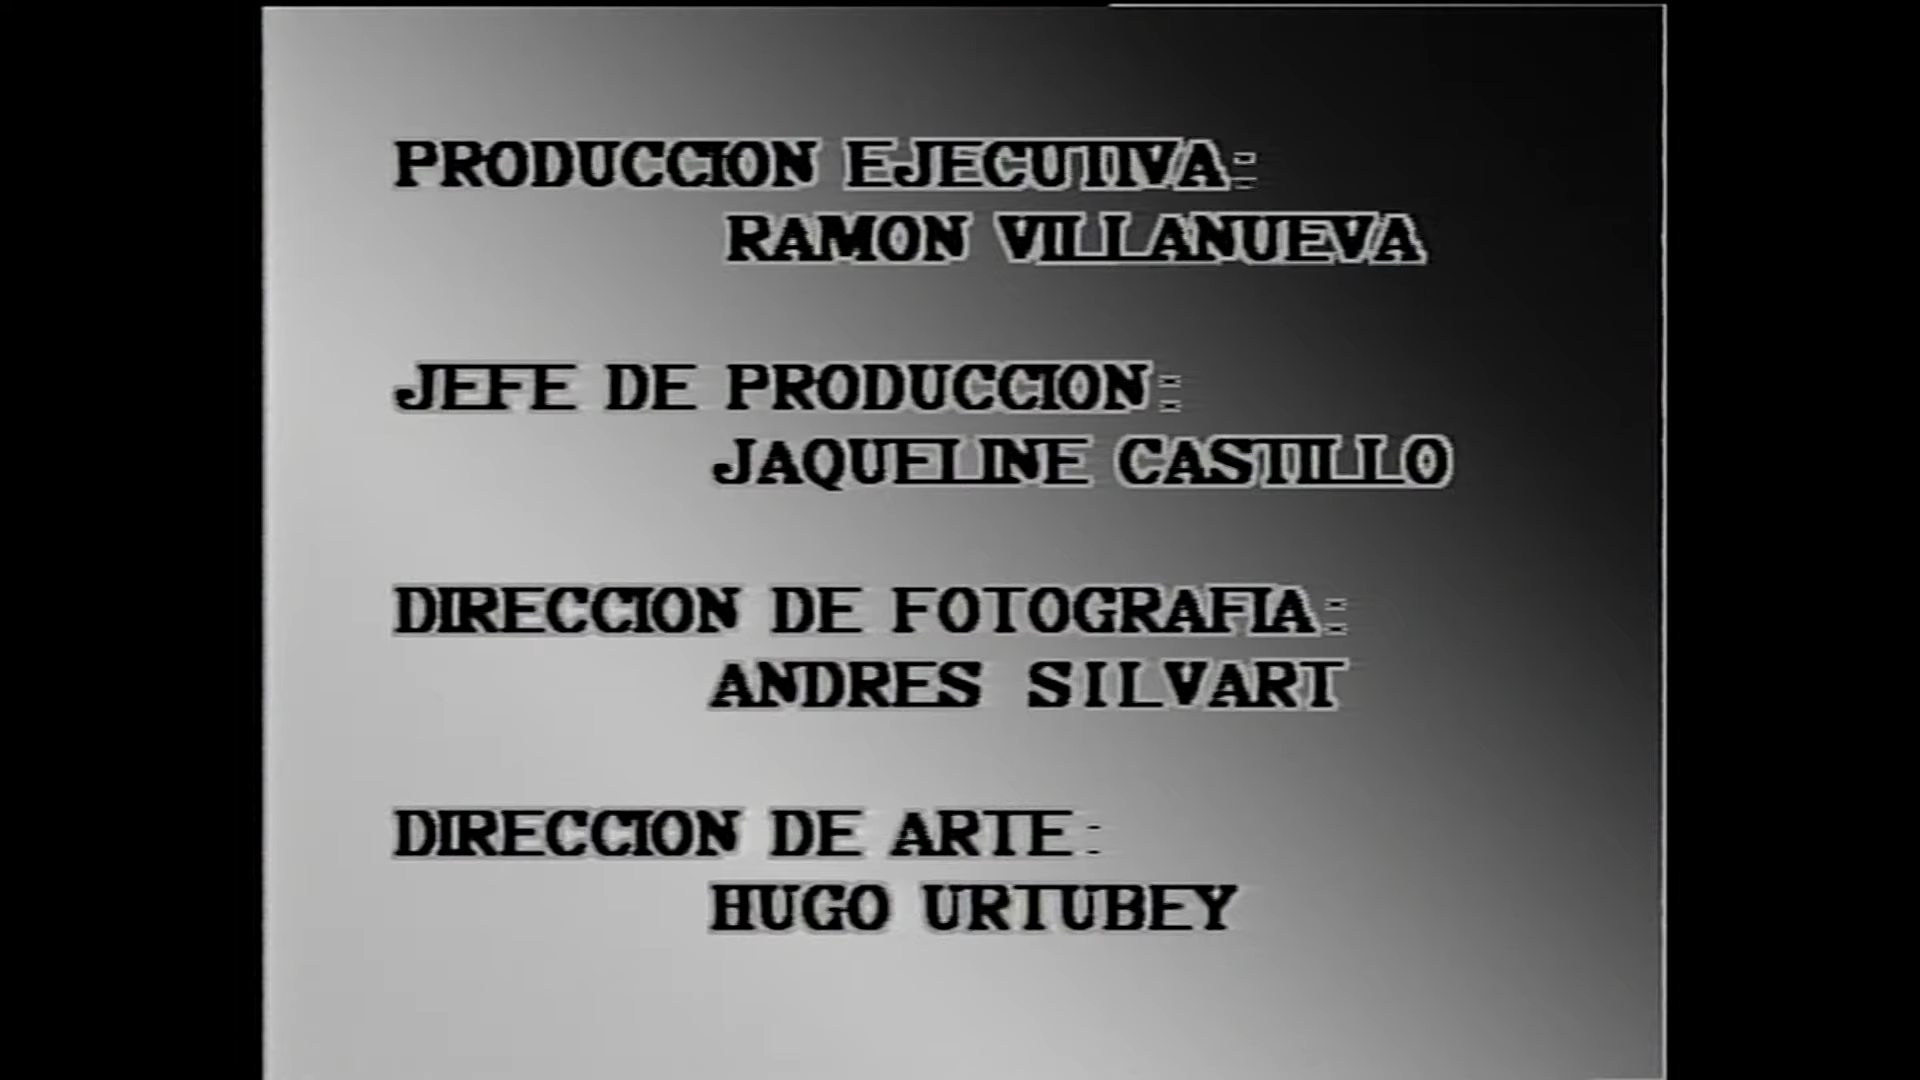 PRODUCCION EJECUTIVA:
RAMON VILLANUEVA
JEFE DE PRODUCCION:
JAQUELINE CASTILLO
DIRECCION DE FOTOGRAFIA:
ANDRES SILVART
DIRECCION DE ARTE:
HUGO URTUBEY